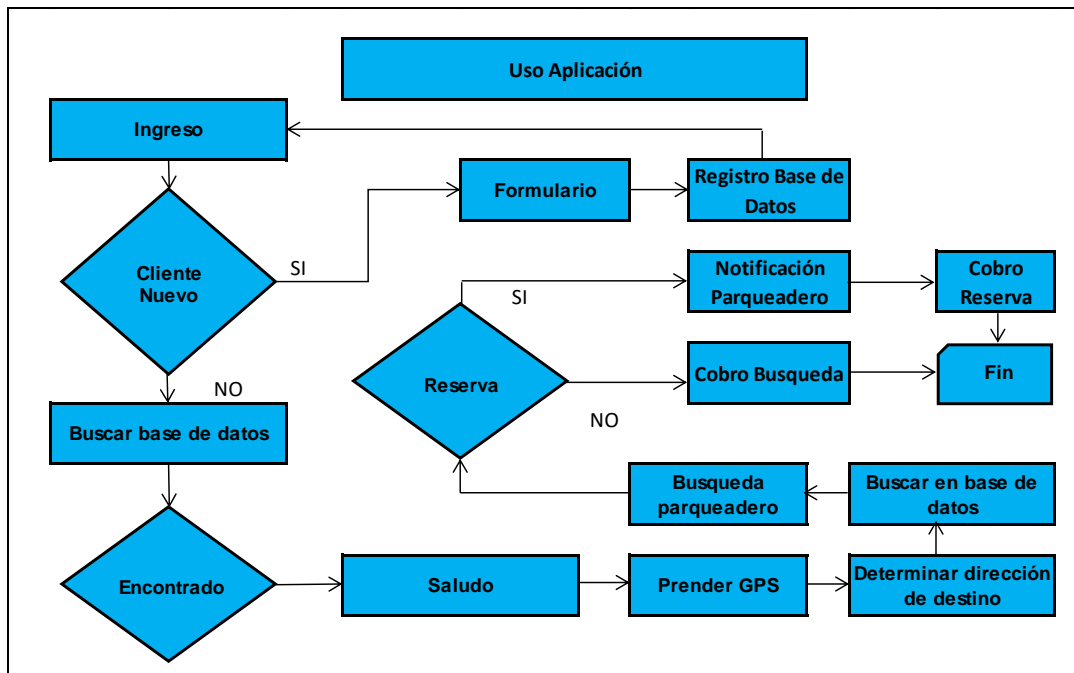 Uso Aplicación
Ingreso
Formulario
Registro Base de
Datos
Cliente
Nuevo
SI
NO
Notificación
Parqueadero
Cobro
Reserva
SI
Reserva
Cobro Busqueda
Fin
NO
Buscar base de datos
Busqueda
parqueadero
Buscar en base de
datos
Encontrado
Saludo
Prender GPS
Determinar dirección
de destino